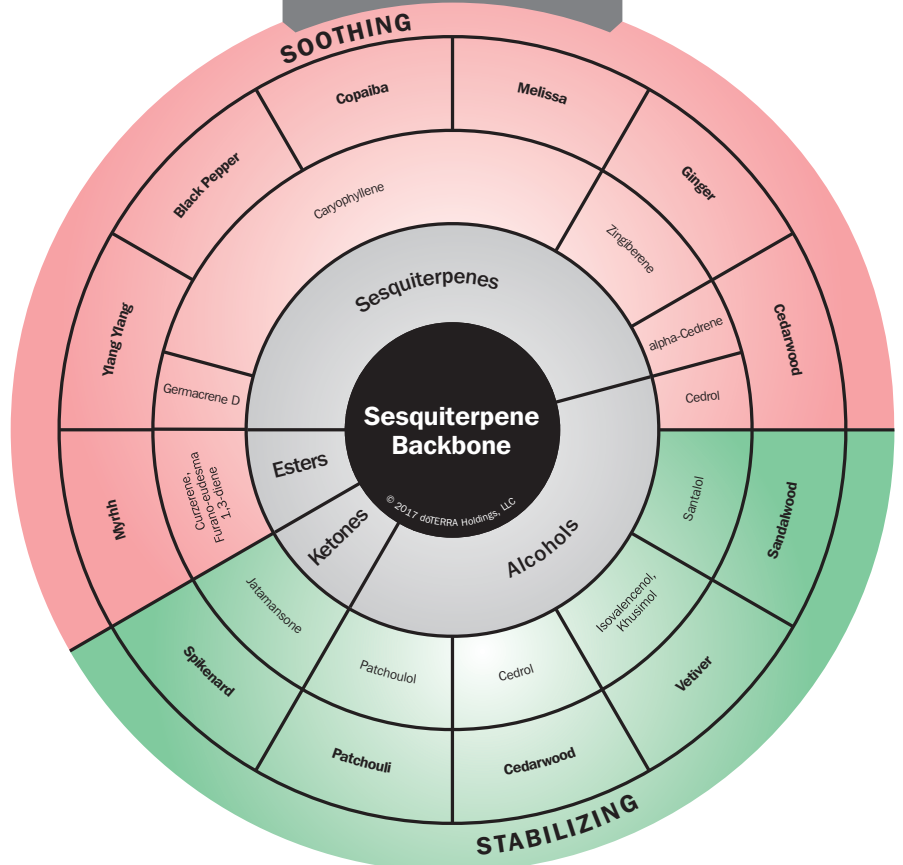 SOOTHING
Copaiba
Melissa
Black Pepper
Ginger
Caryophyllene
Zingiberene
Ylang Ylang
Sesquiterpenes
alpha-Cedrene
Cedarwood
Germacrene D
Cedrol
Sesquiterpene
Backbone
© 2017 doTERRA Holdings, LLC
Esters
Curzerene,
Furano-eudesma
1,3-diene
Myrrh
Ketones
Alcohols
Santalol
Sandalwood
Jatamansone
Isovalencenol,
Khusimol
Spikenard
Patchoulol
Cedrol
Vetiver
Patchouli
Cedarwood
STABILIZING